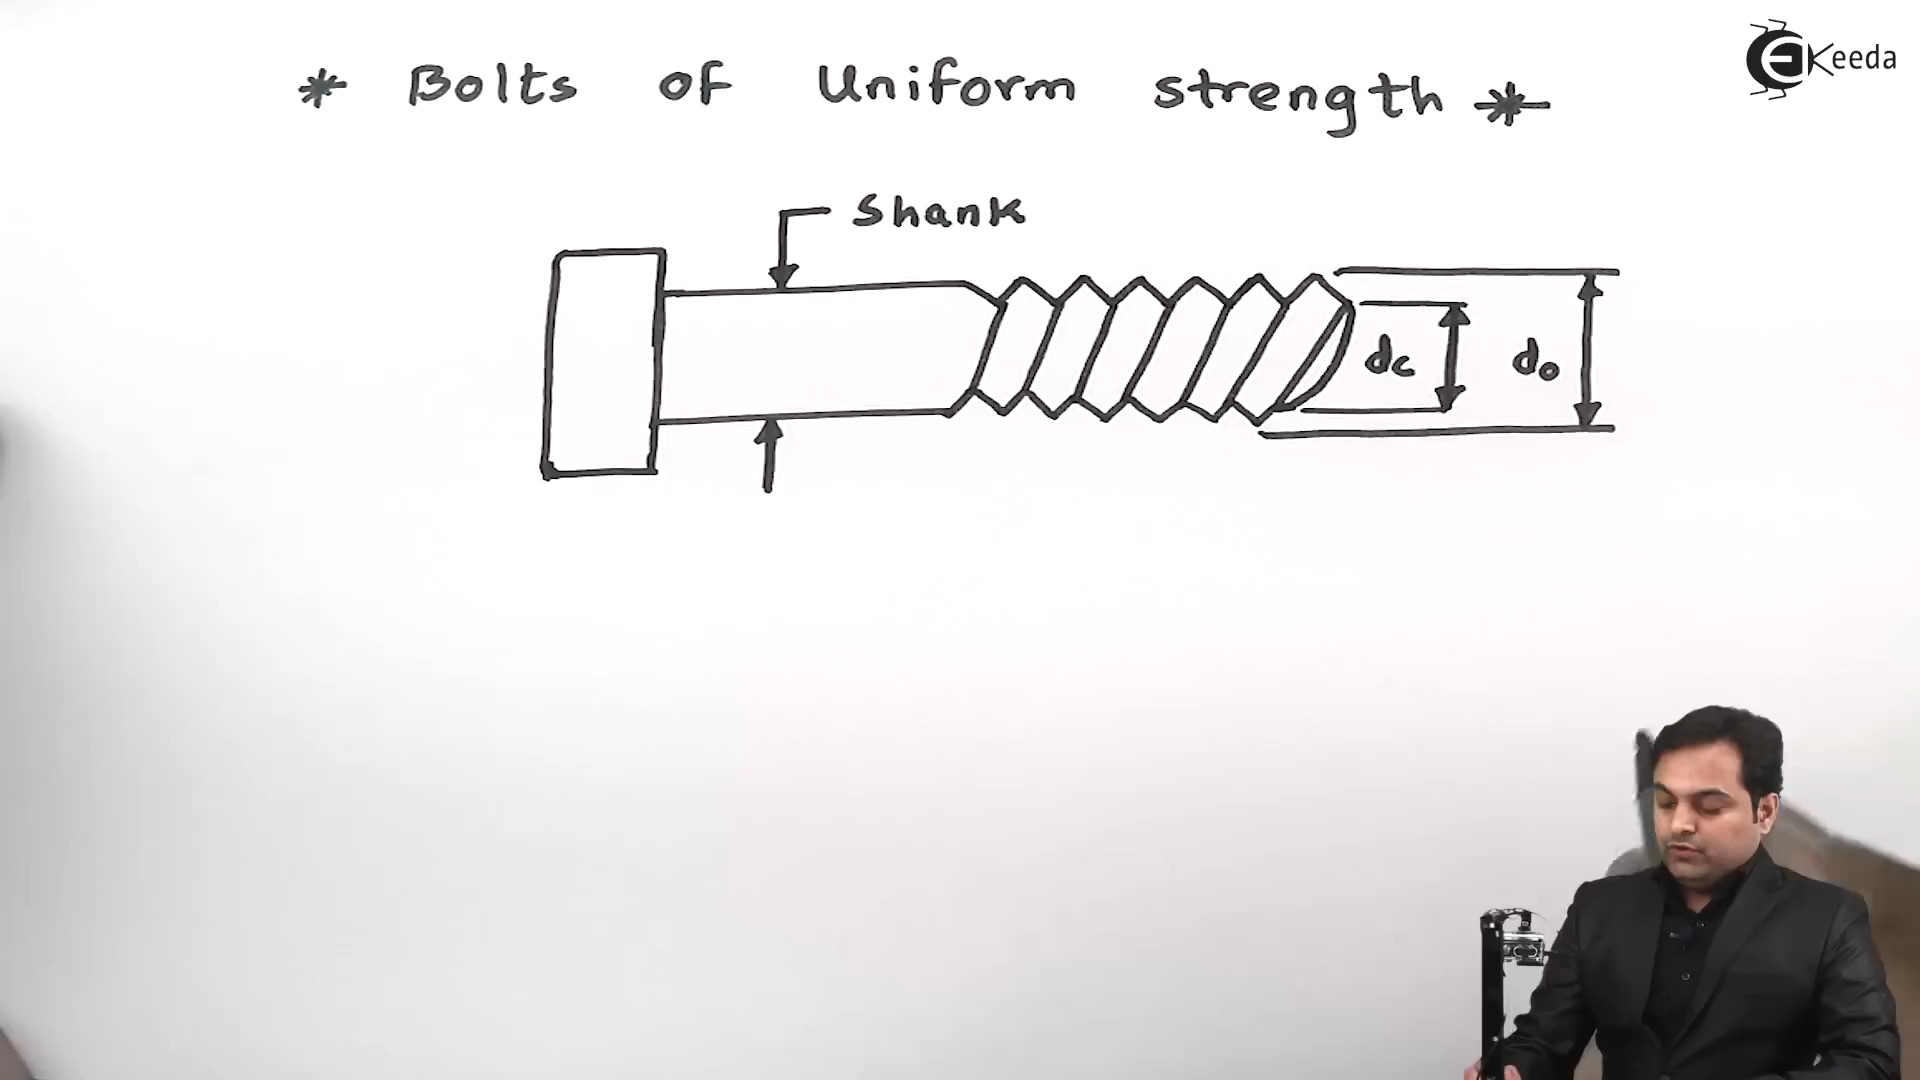 * Bolts of Uniform strength *
EKeeda
Shank
dc
do